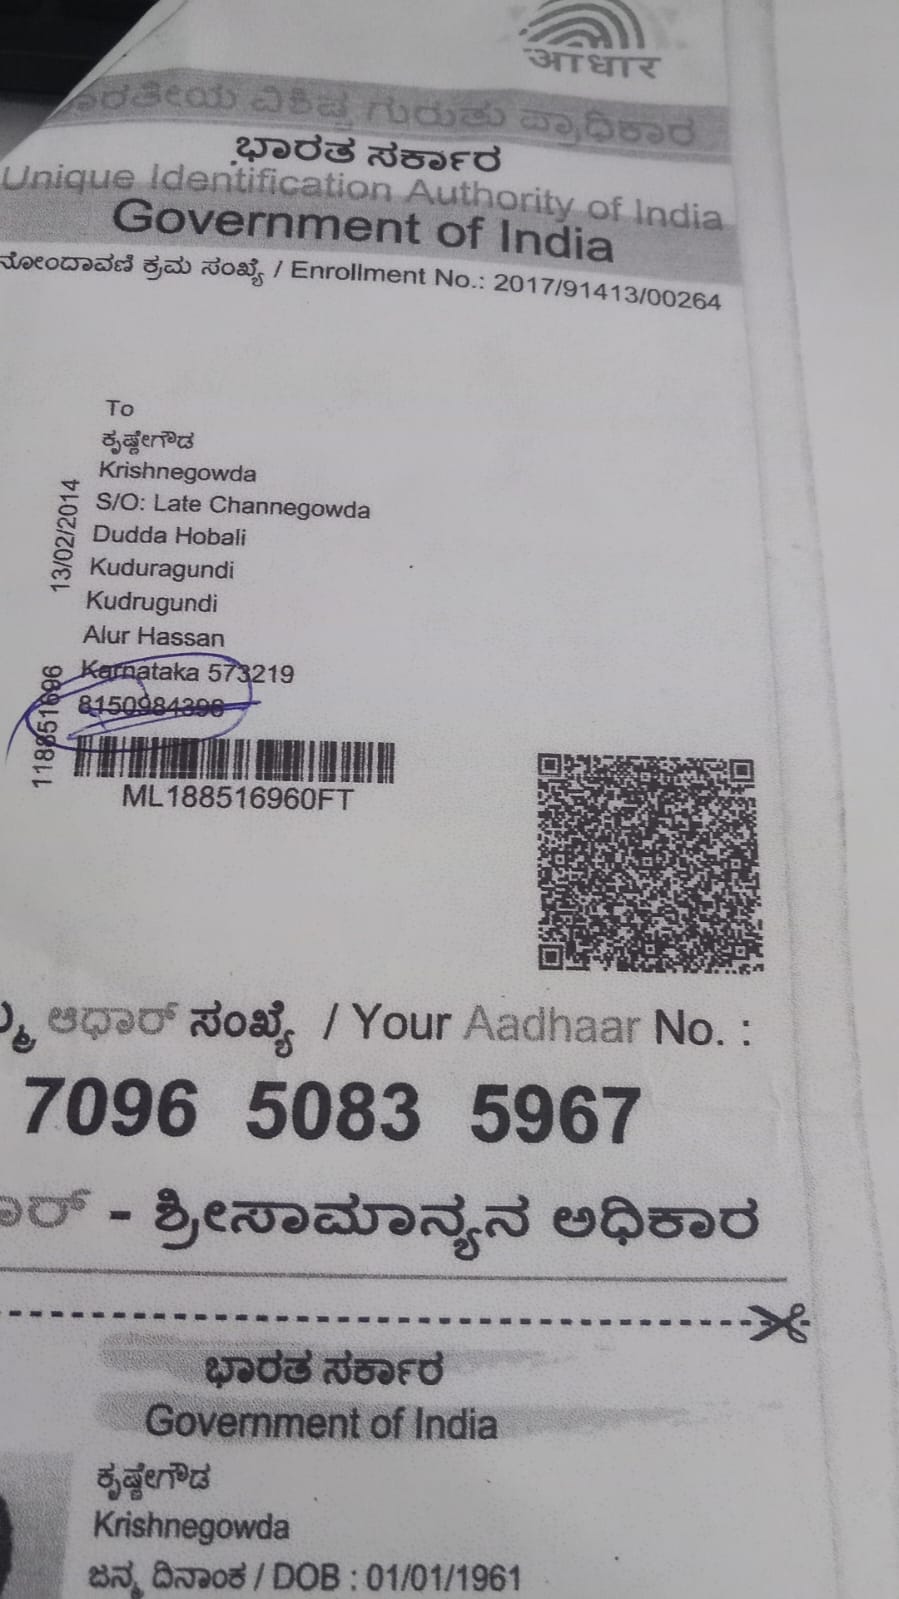 आधार
ಭಾರತೀಯ ವಿಶಿಷ್ಟ ಗುರುತು ಪ್ರಾಧಿಕಾರ
ಭಾರತ ಸರ್ಕಾರ
Unique Identification Authority of India
Government of India
ನೋಂದಾವಣಿ ಕ್ರಮ ಸಂಖ್ಯೆ / Enrollment No.: 2017/91413/00264
To
ಕೃಷ್ಣೇಗೌಡ
Krishnegowda
S/O: Late Channegowda
Dudda Hobali
Kuduragundi
Kudrugundi
Alur Hassan
Karnataka 573219
13/02/2014
ML188516960FT
ಆಧಾರ್ ಸಂಖ್ಯೆ / Your Aadhaar No. :
7096 5083 5967
- ಶ್ರೀಸಾಮಾನ್ಯನ ಅಧಿಕಾರ
ಭಾರತ ಸರ್ಕಾರ
Government of India
ಕೃಷ್ಣೇಗೌಡ
Krishnegowda
ಜನ್ಮ ದಿನಾಂಕ / DOB : 01/01/1961